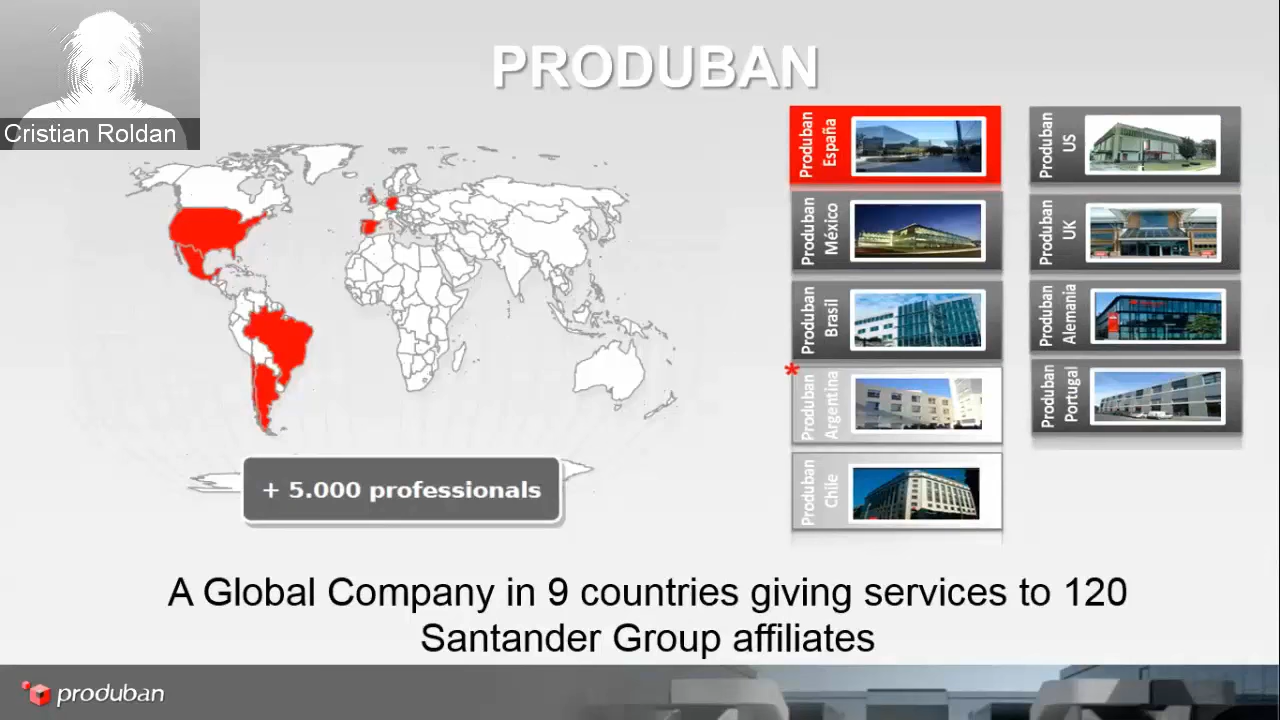 Cristian Roldan
PRODUBAN
Produban
España
Produban
México
Produban
Brasil
*
Produban
Argentina
Produban
Chile
Produban
US
Produban
UK
Produban
Alemania
Produban
Portugal
+ 5.000 professionals
A Global Company in 9 countries giving services to 120
Santander Group affiliates
produban